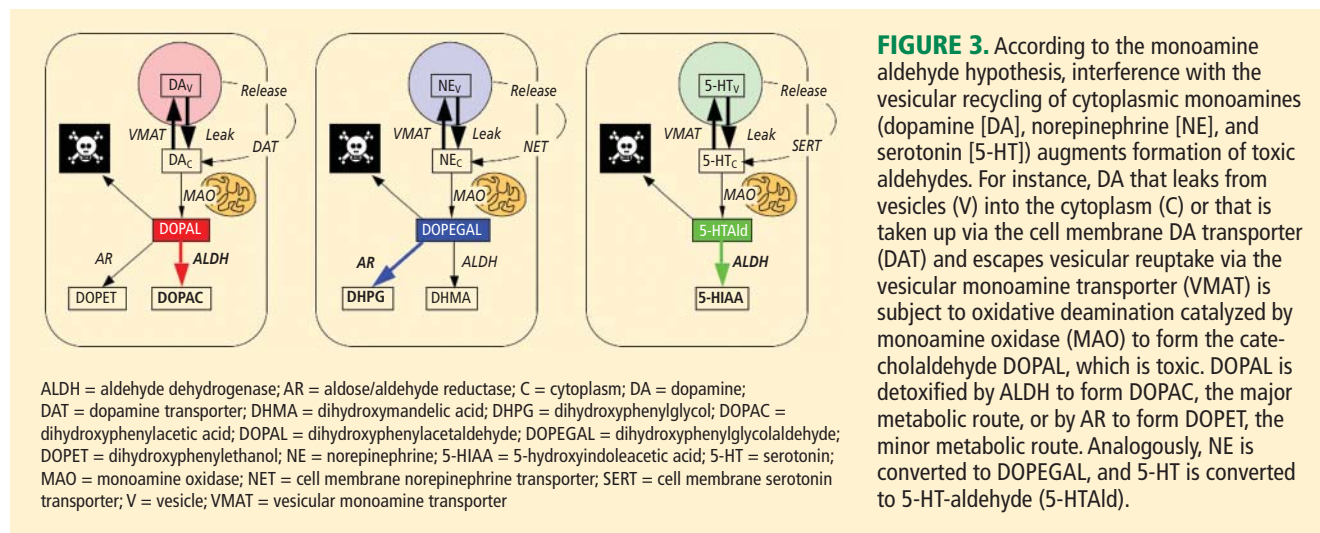 DAV
Release
VMAT
Leak
DAT
DAC
MAO
DOPAL
AR
ALDH
DOPET
DOPAC
NEV
Release
VMAT
Leak
NET
NEC
MAO
DOPEGAL
AR
ALDH
DHPG
DHMA
5-HTV
Release
VMAT
Leak
SERT
5-HTC
MAO
5-HTAld
ALDH
5-HIAA
ALDH = aldehyde dehydrogenase; AR = aldose/aldehyde reductase; C = cytoplasm; DA = dopamine;
DAT = dopamine transporter; DHMA = dihydroxymandelic acid; DHPG = dihydroxyphenylglycol; DOPAC =
dihydroxyphenylacetic acid; DOPAL = dihydroxyphenylacetaldehyde; DOPEGAL = dihydroxyphenylglycolaldehyde;
DOPET = dihydroxyphenylethanol; NE = norepinephrine; 5-HIAA = 5-hydroxyindoleacetic acid; 5-HT = serotonin;
MAO = monoamine oxidase; NET = cell membrane norepinephrine transporter; SERT = cell membrane serotonin
transporter; V = vesicle; VMAT = vesicular monoamine transporter
FIGURE 3. According to the monoamine
aldehyde hypothesis, interference with the
vesicular recycling of cytoplasmic monoamines
(dopamine [DA], norepinephrine [NE], and
serotonin [5-HT]) augments formation of toxic
aldehydes. For instance, DA that leaks from
vesicles (V) into the cytoplasm (C) or that is
taken up via the cell membrane DA transporter
(DAT) and escapes vesicular reuptake via the
vesicular monoamine transporter (VMAT) is
subject to oxidative deamination catalyzed by
monoamine oxidase (MAO) to form the cate-
cholaldehyde DOPAL, which is toxic. DOPAL is
detoxified by ALDH to form DOPAC, the major
metabolic route, or by AR to form DOPET, the
minor metabolic route. Analogously, NE is
converted to DOPEGAL, and 5-HT is converted
to 5-HT-aldehyde (5-HTAld).